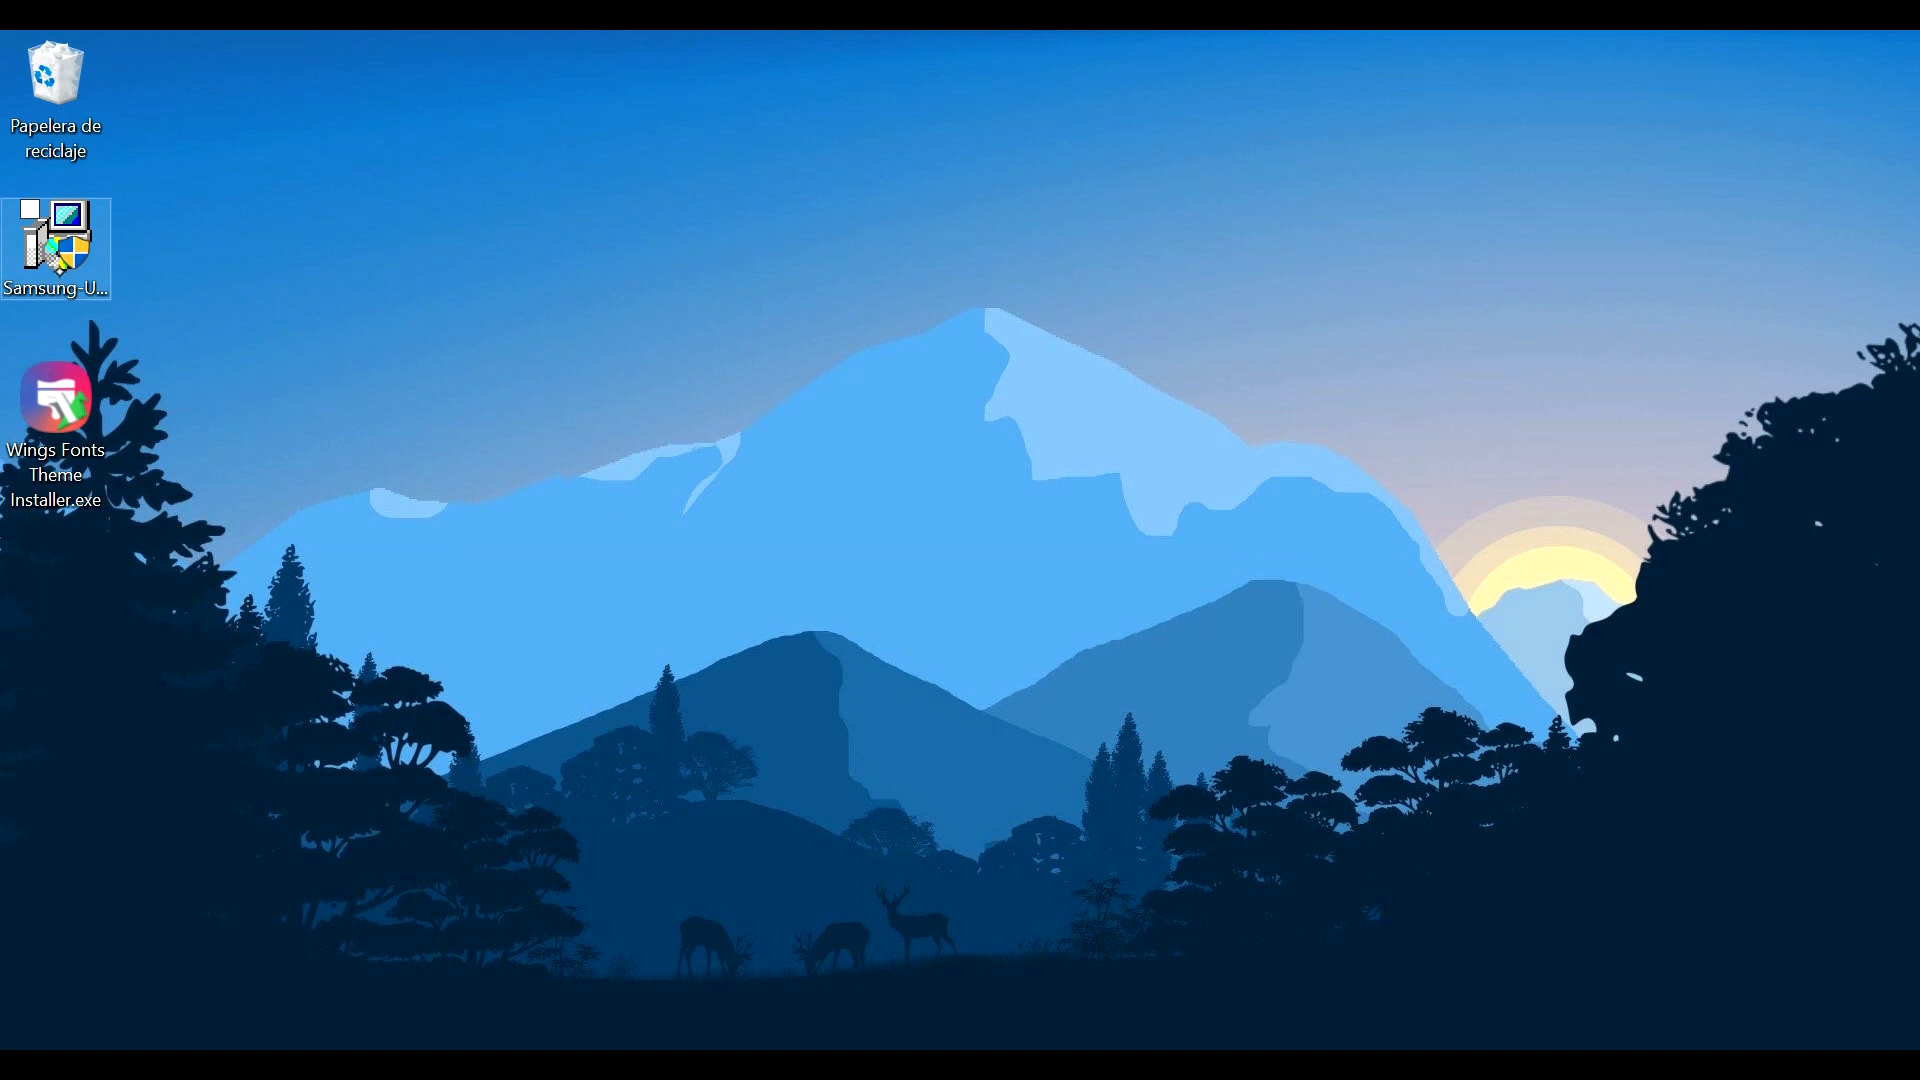 Papelera de
reciclaje
Samsung-U...
Wings Fonts
Theme
Installer.exe